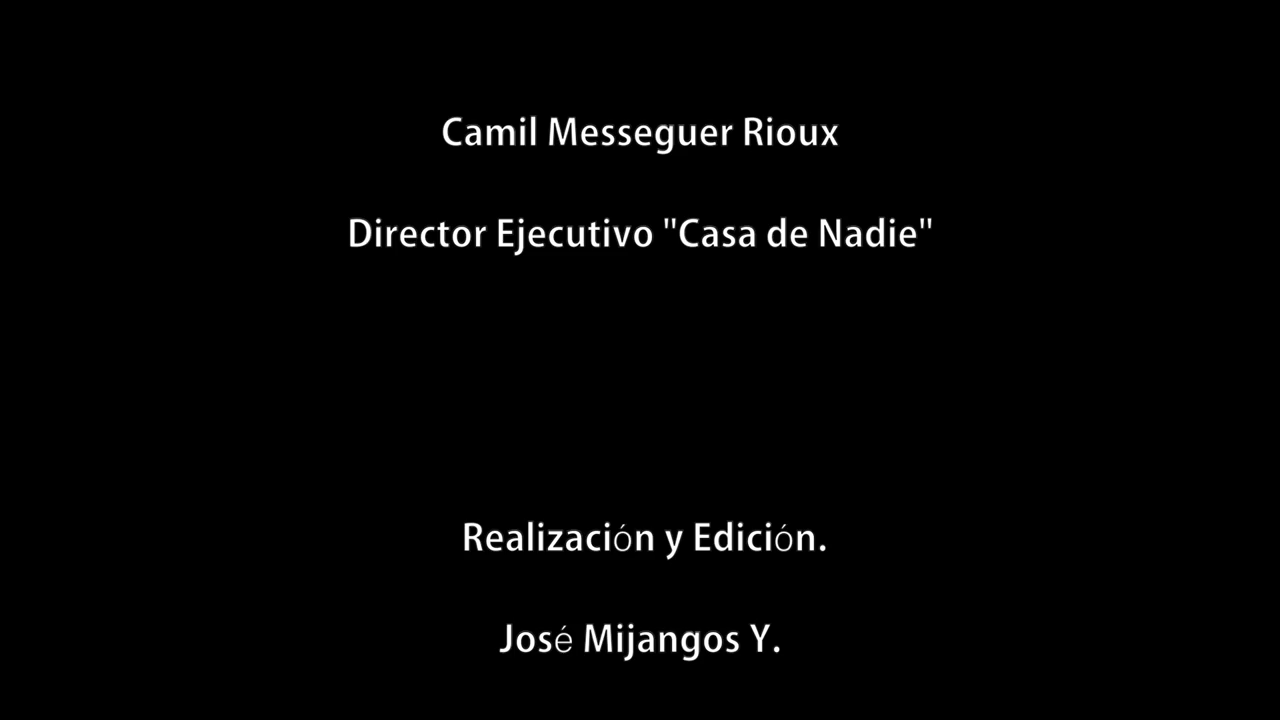 Camil Messeguer Rioux
Director Ejecutivo "Casa de Nadie"
Realización y Edición.
José Mijangos Y.